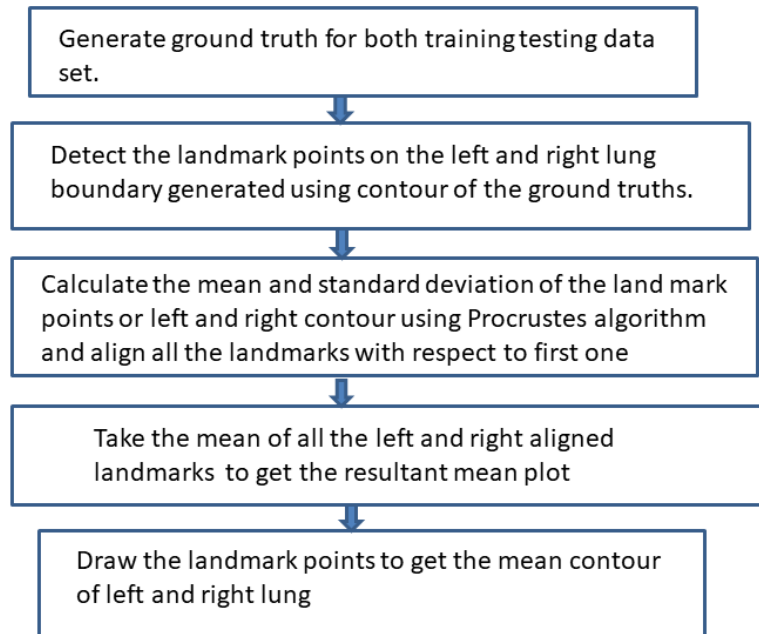 Generate ground truth for both training testing data
set.
Detect the landmark points on the left and right lung
boundary generated using contour of the ground truths.
Calculate the mean and standard deviation of the land mark
points or left and right contour using Procrustes algorithm
and align all the landmarks with respect to first one
Take the mean of all the left and right aligned
landmarks to get the resultant mean plot
Draw the landmark points to get the mean contour
of left and right lung